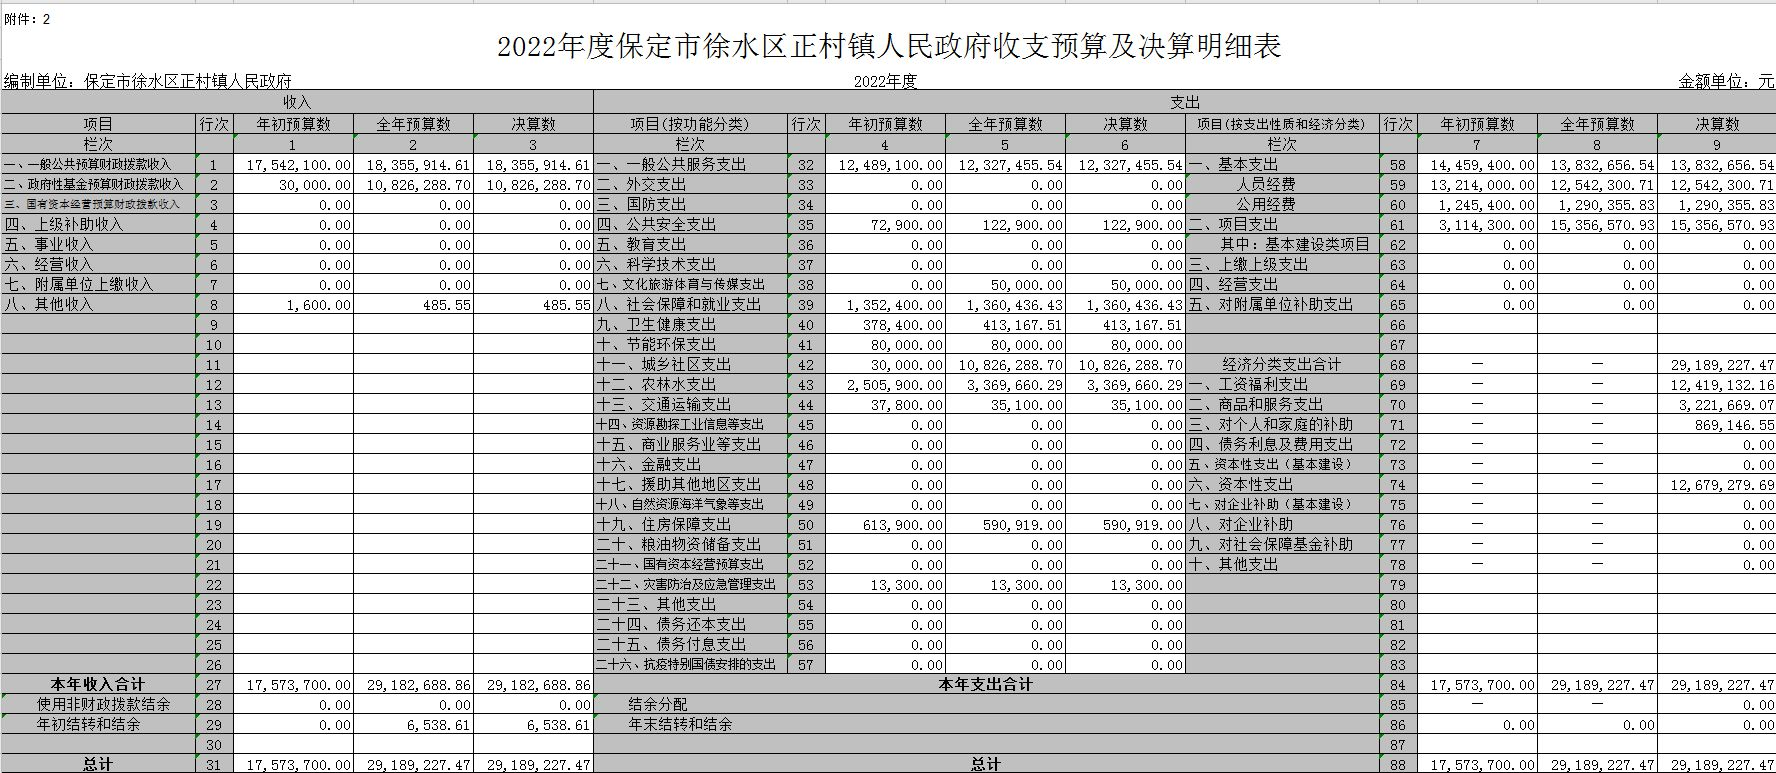 附件：2
2022年度保定市徐水区正村镇人民政府收支预算及决算明细表
编制单位：保定市徐水区正村镇人民政府 2022年度 金额单位：元
收入 支出
项目 行次 年初预算数 全年预算数 决算数 项目(按功能分类) 行次 年初预算数 全年预算数 决算数 项目(按支出性质和经济分类) 行次 年初预算数 全年预算数 决算数
栏次 1 2 3 栏次 4 5 6 栏次 7 8 9
一、一般公共预算财政拨款收入 1 17,542,100.00 18,355,914.61 18,355,914.61 一、一般公共服务支出 32 12,489,100.00 12,327,455.54 12,327,455.54 一、基本支出 58 14,459,400.00 13,832,656.54 13,832,656.54
二、政府性基金预算财政拨款收入 2 30,000.00 10,826,288.70 10,826,288.70 二、外交支出 33 0.00 0.00 0.00 人员经费 59 13,214,000.00 12,542,300.71 12,542,300.71
三、国有资本经营预算财政拨款收入 3 0.00 0.00 0.00 三、国防支出 34 0.00 0.00 0.00 公用经费 60 1,245,400.00 1,290,355.83 1,290,355.83
四、上级补助收入 4 0.00 0.00 0.00 四、公共安全支出 35 72,900.00 122,900.00 122,900.00 二、项目支出 61 3,114,300.00 15,356,570.93 15,356,570.93
五、事业收入 5 0.00 0.00 0.00 五、教育支出 36 0.00 0.00 0.00 其中：基本建设类项目 62 0.00 0.00 0.00
六、经营收入 6 0.00 0.00 0.00 六、科学技术支出 37 0.00 0.00 0.00 三、上缴上级支出 63 0.00 0.00 0.00
七、附属单位上缴收入 7 0.00 0.00 0.00 七、文化旅游体育与传媒支出 38 0.00 50,000.00 50,000.00 四、经营支出 64 0.00 0.00 0.00
八、其他收入 8 1,600.00 485.55 485.55 八、社会保障和就业支出 39 1,352,400.00 1,360,436.43 1,360,436.43 五、对附属单位补助支出 65 0.00 0.00 0.00
9 九、卫生健康支出 40 378,400.00 413,167.51 413,167.51 66
10 十、节能环保支出 41 80,000.00 80,000.00 80,000.00 67
11 十一、城乡社区支出 42 30,000.00 10,826,288.70 10,826,288.70 经济分类支出合计 68 — — 29,189,227.47
12 十二、农林水支出 43 2,505,900.00 3,369,660.29 3,369,660.29 一、工资福利支出 69 — — 12,419,132.16
13 十三、交通运输支出 44 37,800.00 35,100.00 35,100.00 二、商品和服务支出 70 — — 3,221,669.07
14 十四、资源勘探工业信息等支出 45 0.00 0.00 0.00 三、对个人和家庭的补助 71 — — 869,146.55
15 十五、商业服务业等支出 46 0.00 0.00 0.00 四、债务利息及费用支出 72 — — 0.00
16 十六、金融支出 47 0.00 0.00 0.00 五、资本性支出（基本建设） 73 — — 0.00
17 十七、援助其他地区支出 48 0.00 0.00 0.00 六、资本性支出 74 — — 12,679,279.69
18 十八、自然资源海洋气象等支出 49 0.00 0.00 0.00 七、对企业补助（基本建设） 75 — — 0.00
19 十九、住房保障支出 50 613,900.00 590,919.00 590,919.00 八、对企业补助 76 — — 0.00
20 二十、粮油物资储备支出 51 0.00 0.00 0.00 九、对社会保障基金补助 77 — — 0.00
21 二十一、国有资本经营预算支出 52 0.00 0.00 0.00 十、其他支出 78 — — 0.00
22 二十二、灾害防治及应急管理支出 53 13,300.00 13,300.00 13,300.00 79
23 二十三、其他支出 54 0.00 0.00 0.00 80
24 二十四、债务还本支出 55 0.00 0.00 0.00 81
25 二十五、债务付息支出 56 0.00 0.00 0.00 82
26 二十六、抗疫特别国债安排的支出 57 0.00 0.00 0.00 83
本年收入合计 27 17,573,700.00 29,182,688.86 29,182,688.86 本年支出合计 84 17,573,700.00 29,189,227.47 29,189,227.47
使用非财政拨款结余 28 0.00 0.00 0.00 结余分配 85 — — 0.00
年初结转和结余 29 0.00 6,538.61 6,538.61 年末结转和结余 86 0.00 0.00 0.00
30 87
总计 31 17,573,700.00 29,189,227.47 29,189,227.47 总计 88 17,573,700.00 29,189,227.47 29,189,227.47